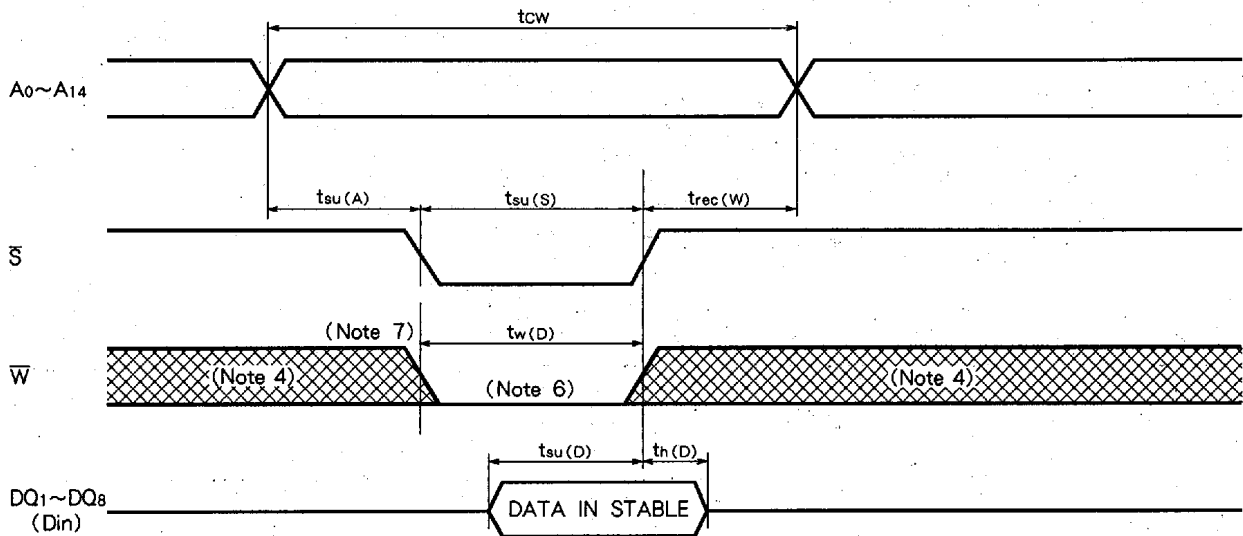 tCW
A0~A14
tsu(A)
tsu(S)
trec(W)
S̅
(Note 7)
tw(D)
W̅
(Note 4)
(Note 6)
(Note 4)
tsu(D)
th(D)
DQ1~DQ8
(Din)
DATA IN STABLE